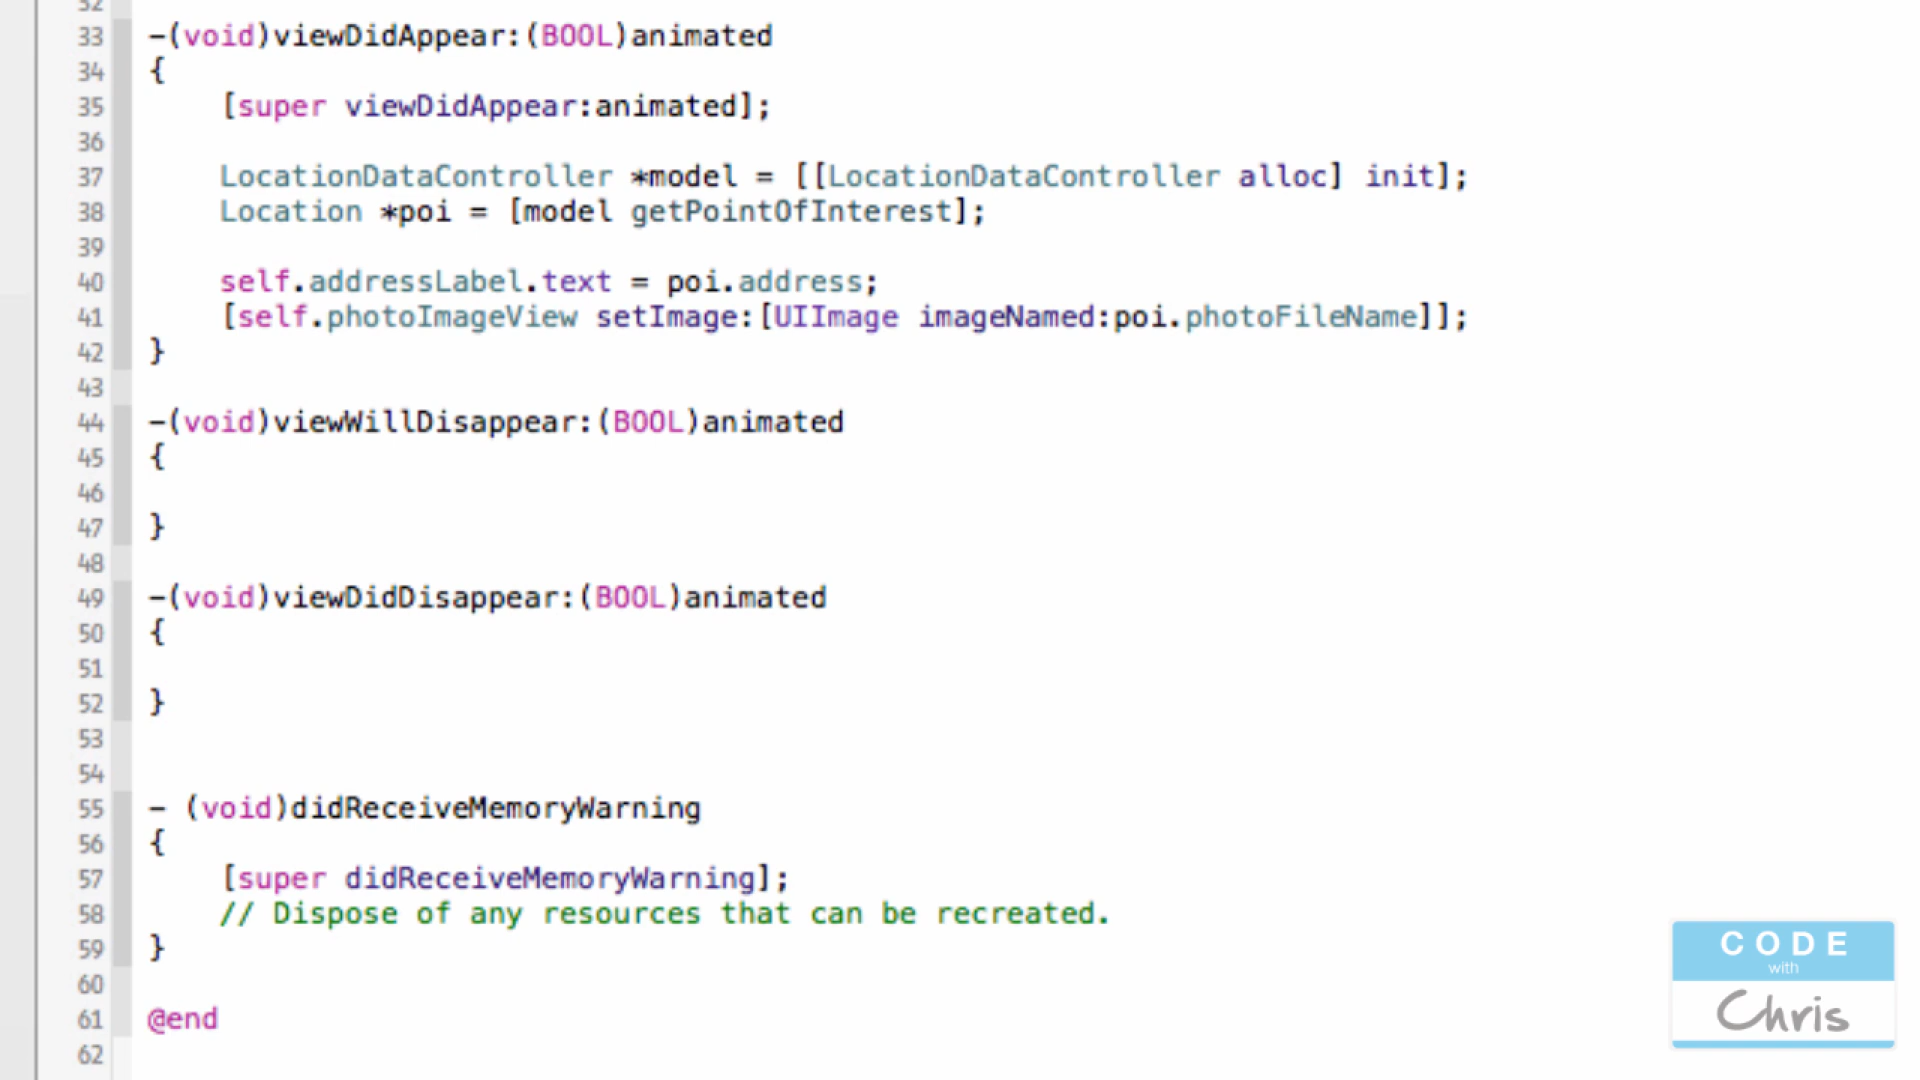 32
33 -(void)viewDidAppear:(BOOL)animated
34 {
35     [super viewDidAppear:animated];
36
37     LocationDataController *model = [[LocationDataController alloc] init];
38     Location *poi = [model getPointOfInterest];
39
40     self.addressLabel.text = poi.address;
41     [self.photoImageView setImage:[UIImage imageNamed:poi.photoFileName]];
42 }
43
44 -(void)viewWillDisappear:(BOOL)animated
45 {
46
47 }
48
49 -(void)viewDidDisappear:(BOOL)animated
50 {
51
52 }
53
54
55 - (void)didReceiveMemoryWarning
56 {
57     [super didReceiveMemoryWarning];
58     // Dispose of any resources that can be recreated.
59 }
60
61 @end
62
CODE
with
Chris